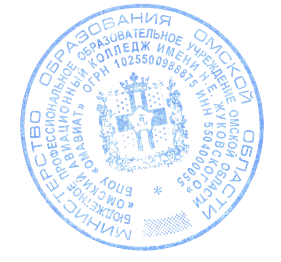 МИНИСТЕРСТВО ОБРАЗОВАНИЯ ОМСКОЙ ОБЛАСТИ
БЮДЖЕТНОЕ ПРОФЕССИОНАЛЬНОЕ ОБРАЗОВАТЕЛЬНОЕ УЧРЕЖДЕНИЕ ОМСКОЙ ОБЛАСТИ
«ОМСКИЙ АВИАЦИОННЫЙ КОЛЛЕДЖ ИМЕНИ Н.Е. ЖУКОВСКОГО»
БПОУ «ОМАВИАТ» ОГРН 1025500988875 ИНН 5504000055
*